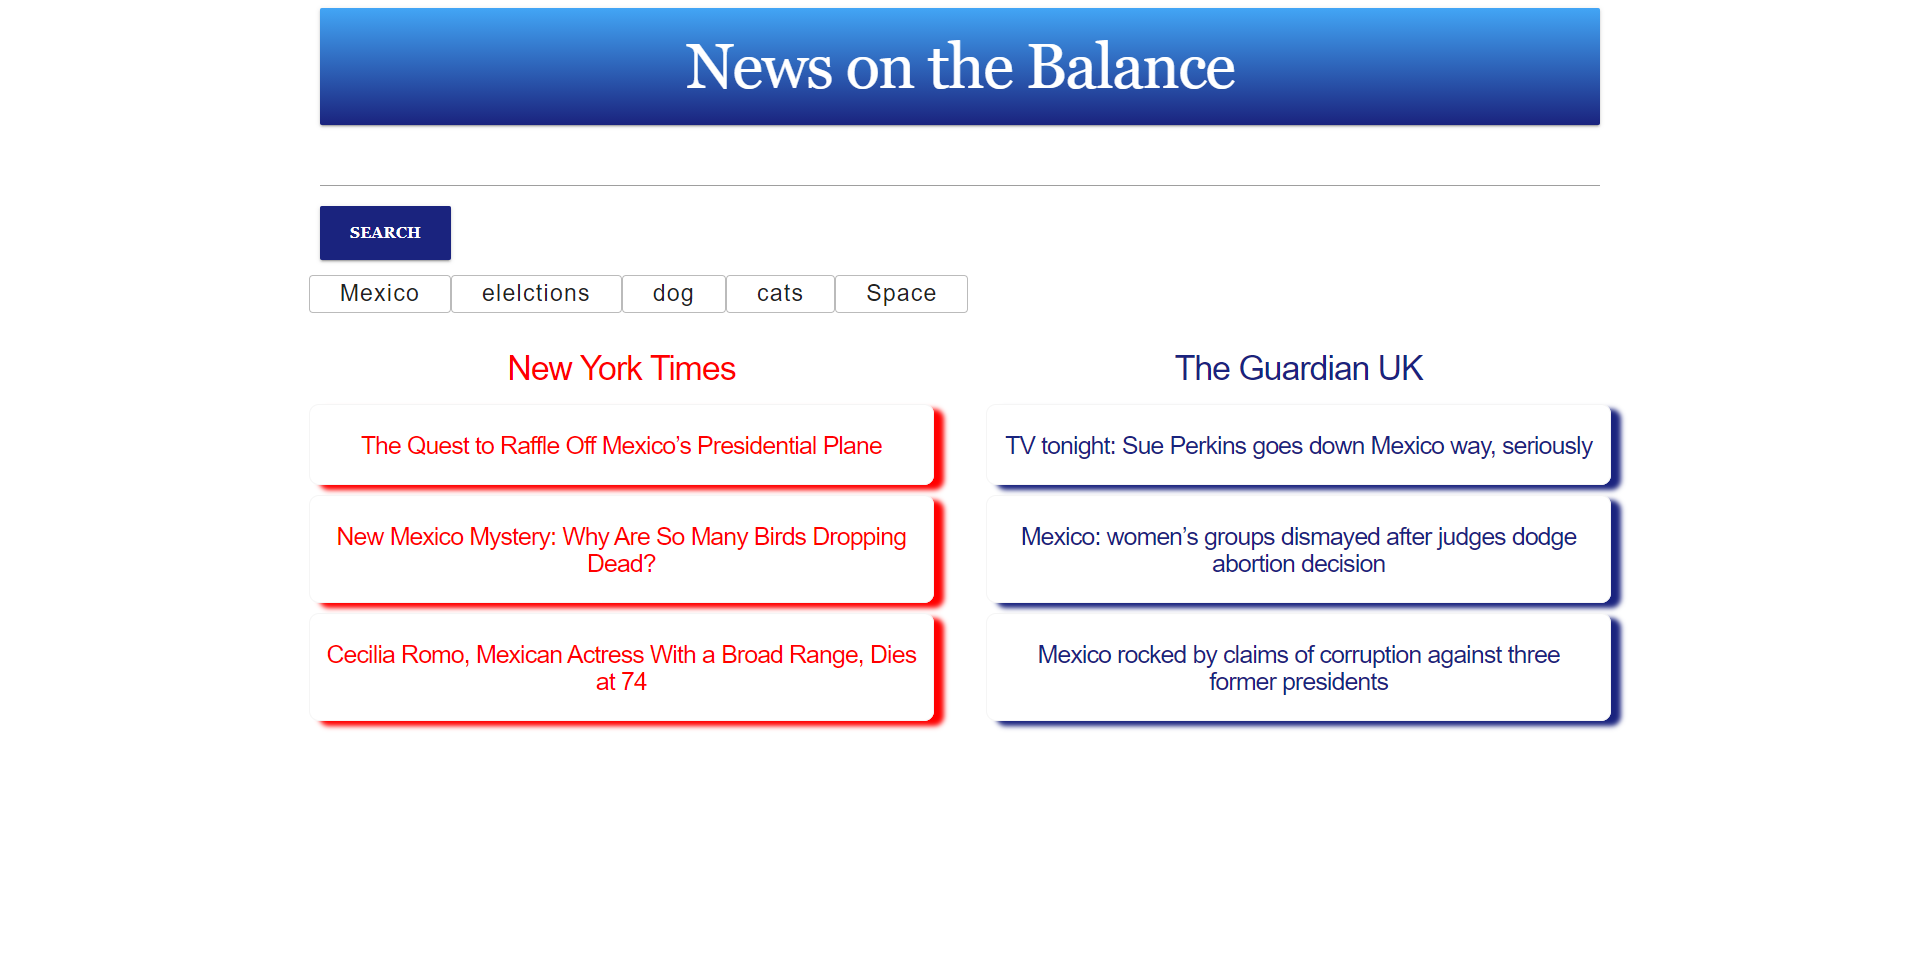 News on the Balance
SEARCH
Mexico
elelctions
dog
cats
Space
New York Times
The Quest to Raffle Off Mexico’s Presidential Plane
New Mexico Mystery: Why Are So Many Birds Dropping
Dead?
Cecilia Romo, Mexican Actress With a Broad Range, Dies
at 74
The Guardian UK
TV tonight: Sue Perkins goes down Mexico way, seriously
Mexico: women’s groups dismayed after judges dodge
abortion decision
Mexico rocked by claims of corruption against three
former presidents